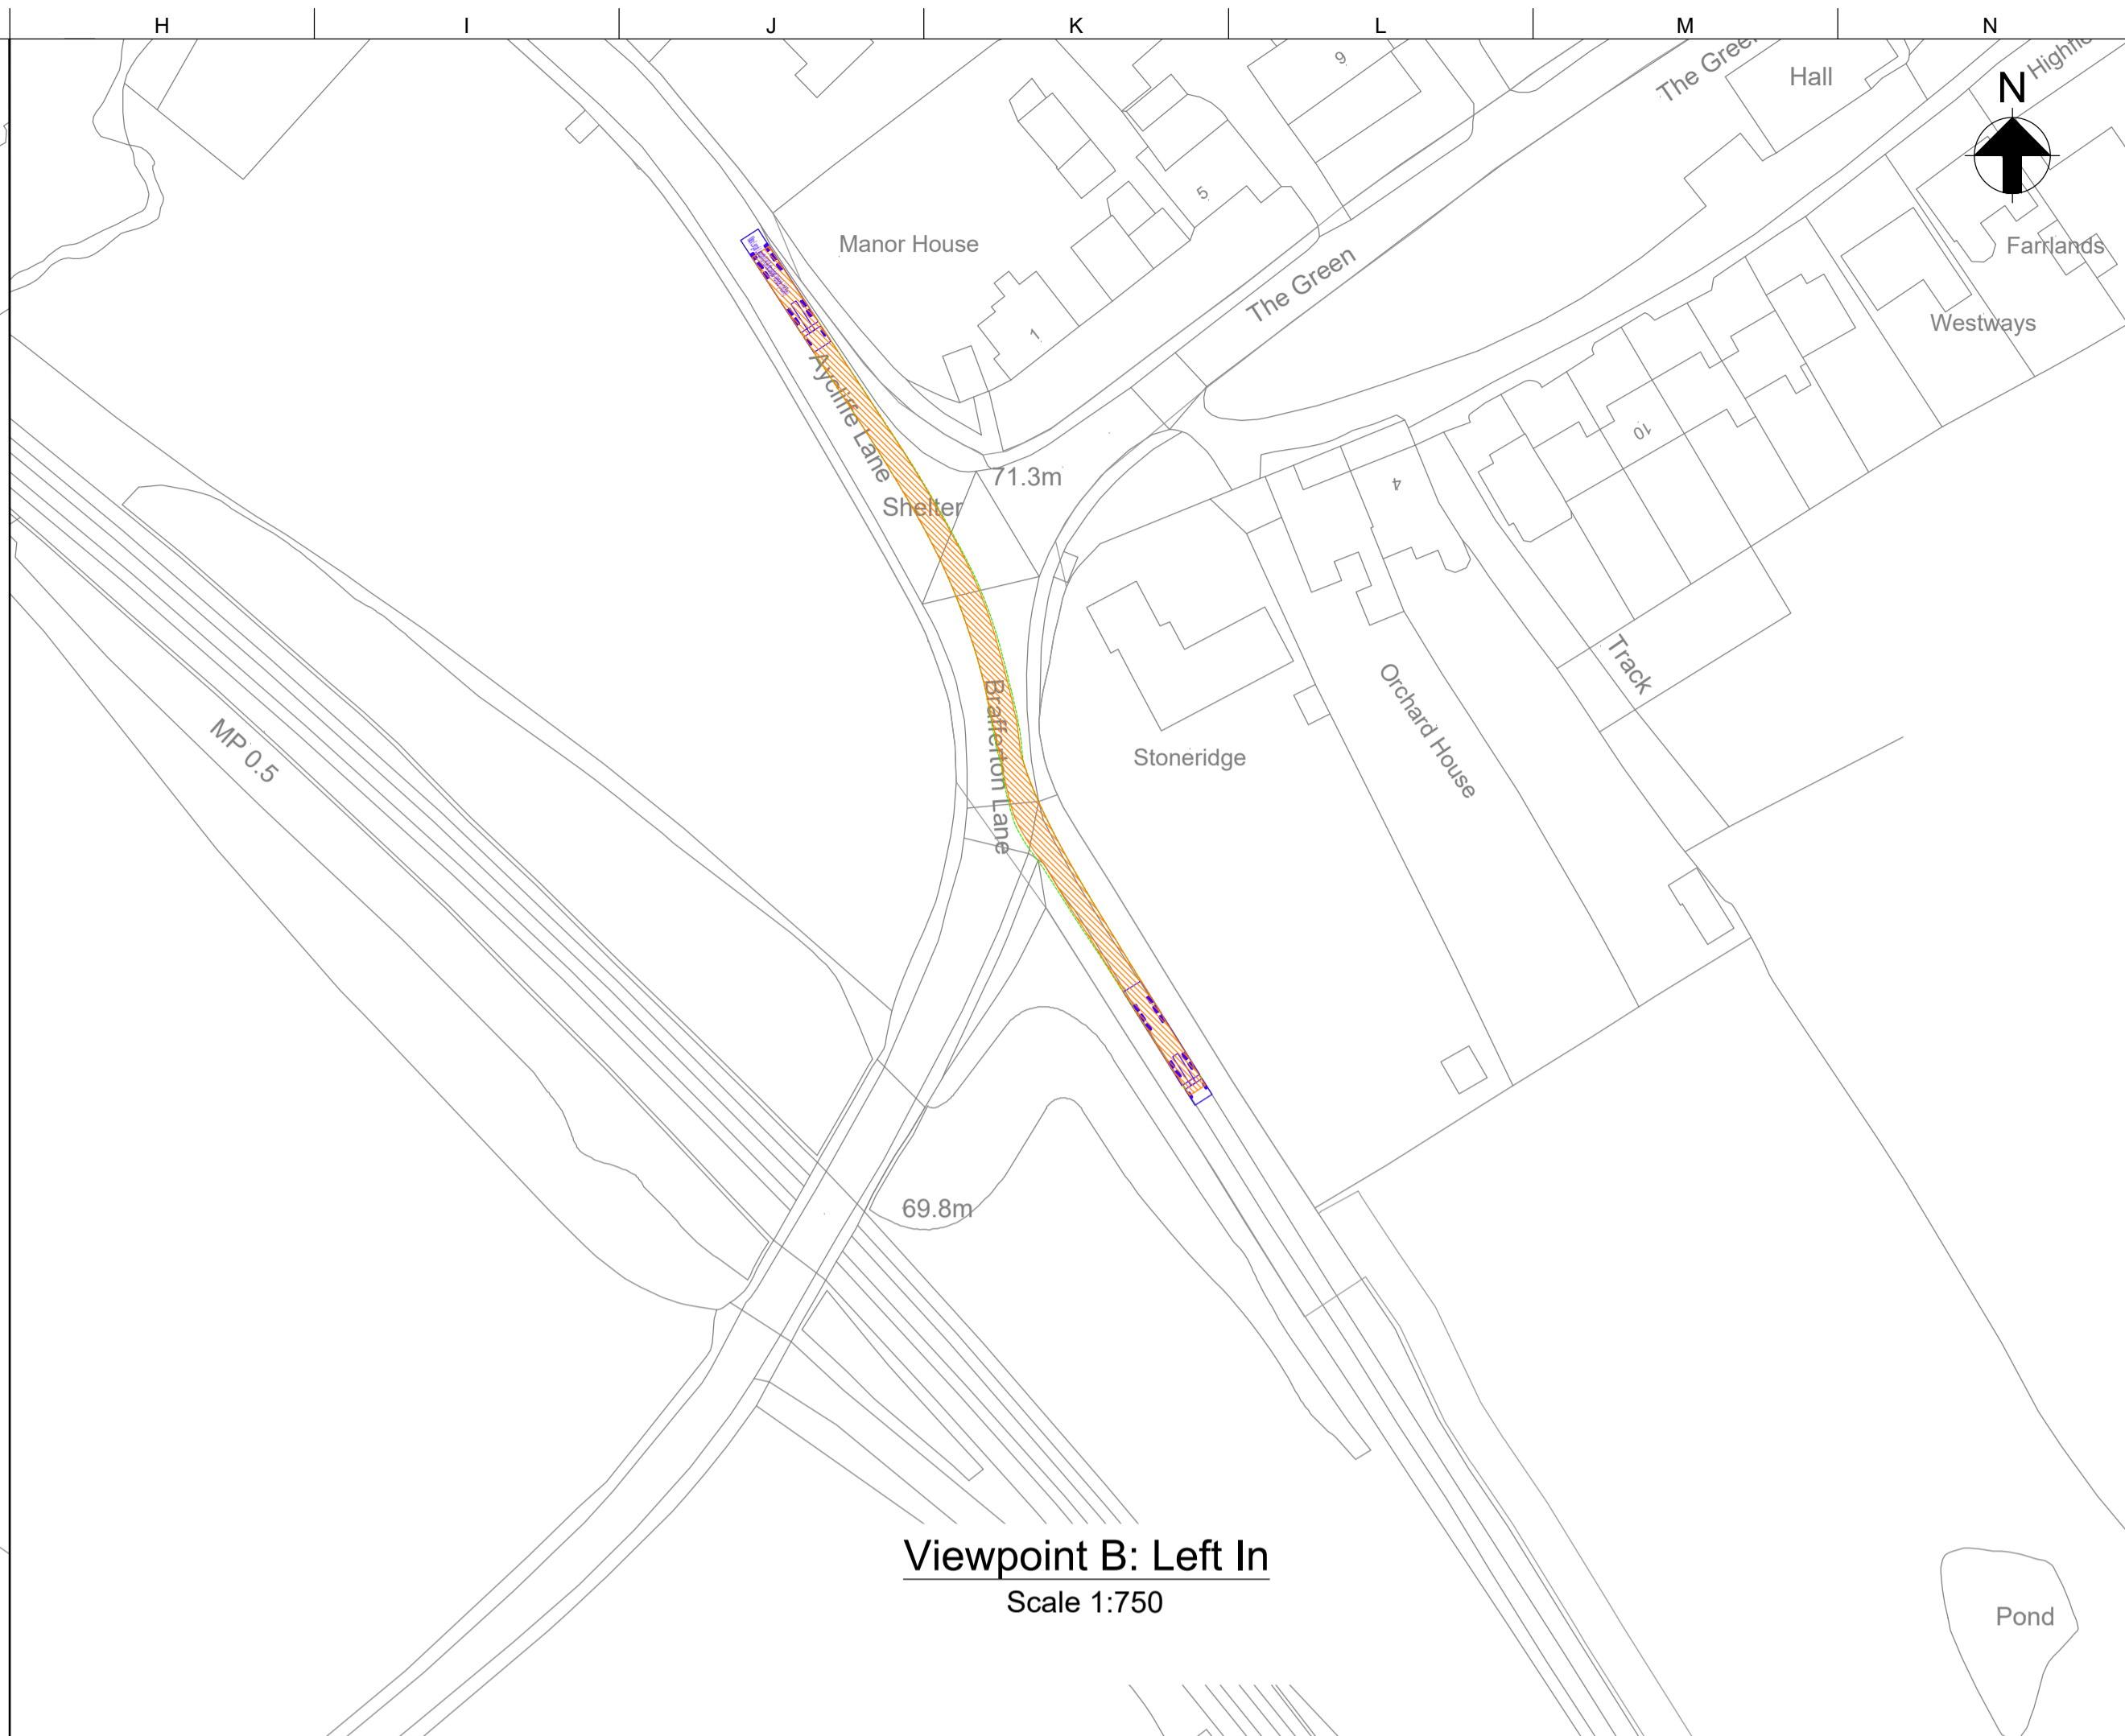 H I J K L M N
The Green
Hall
Highfie
N
9
5
Manor House
The Green
Farrlands
Westways
1
Aycliffe Lane
10
71.3m
4
Shelter
Track
Orchard House
Brafferton Lane
MP 0.5
Stoneridge
69.8m
Viewpoint B: Left In
Scale 1:750
Pond